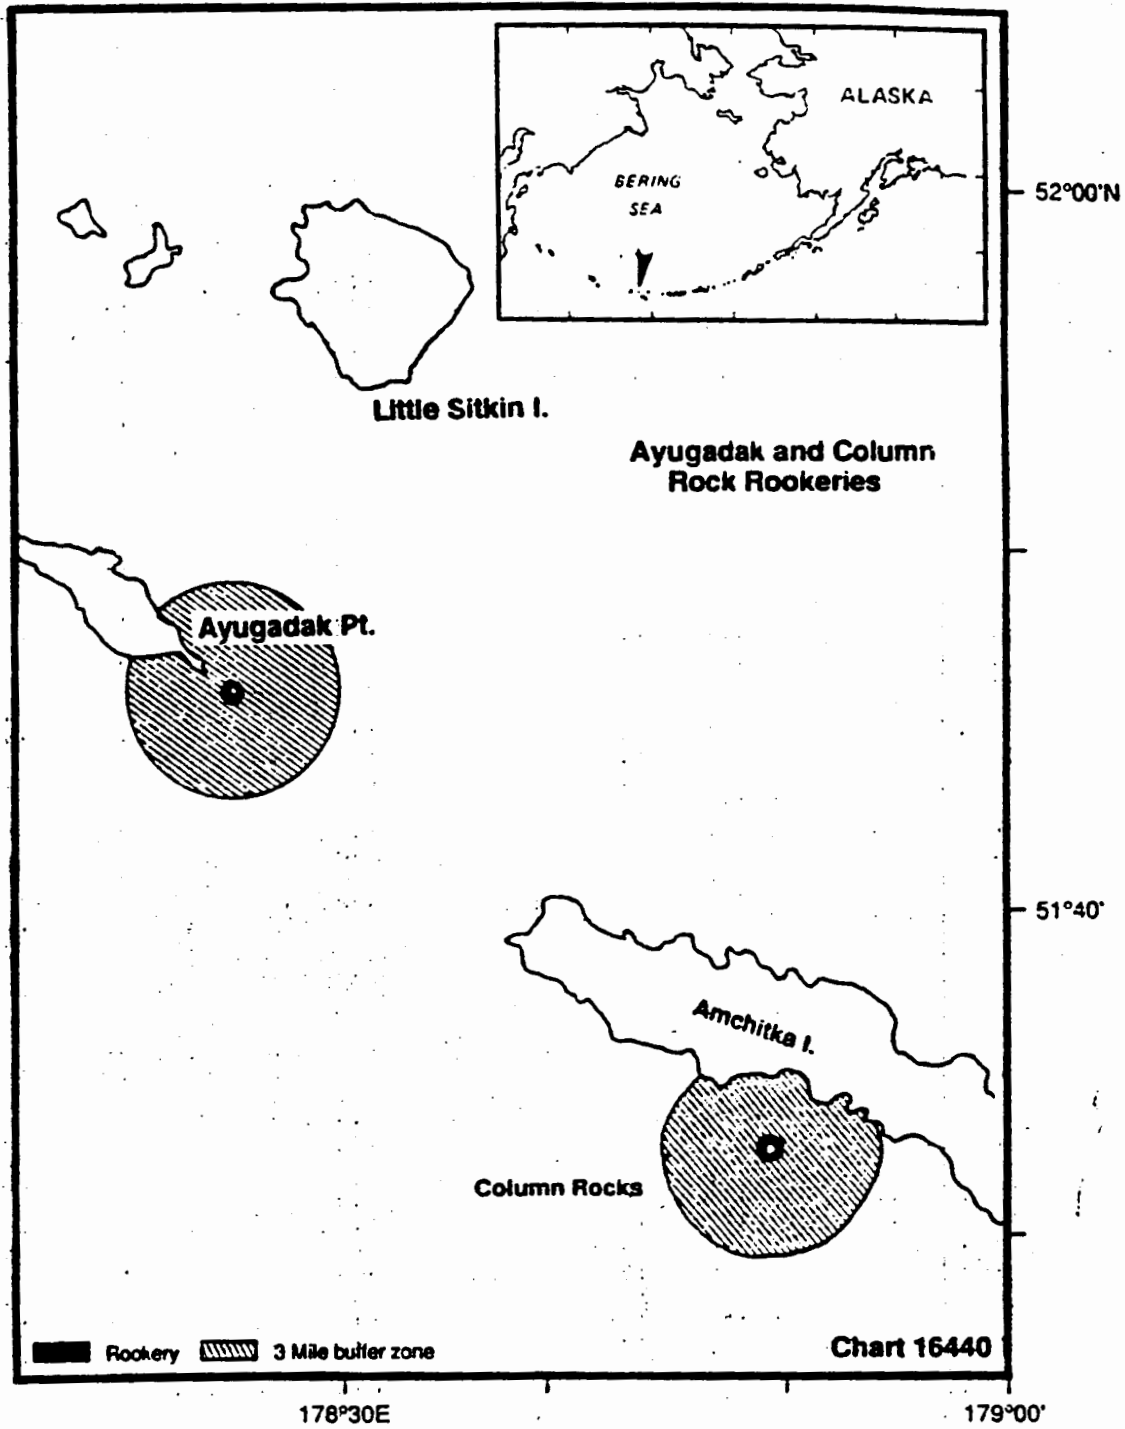 ALASKA
BERING
SEA
52°00'N
Little Sitkin I.
Ayugadak and Column
Rock Rookeries
Ayugadak Pt.
51°40'
Amchitka I.
Column Rocks
Rookery
3 Mile buffer zone
Chart 16440
178°30E
179°00'